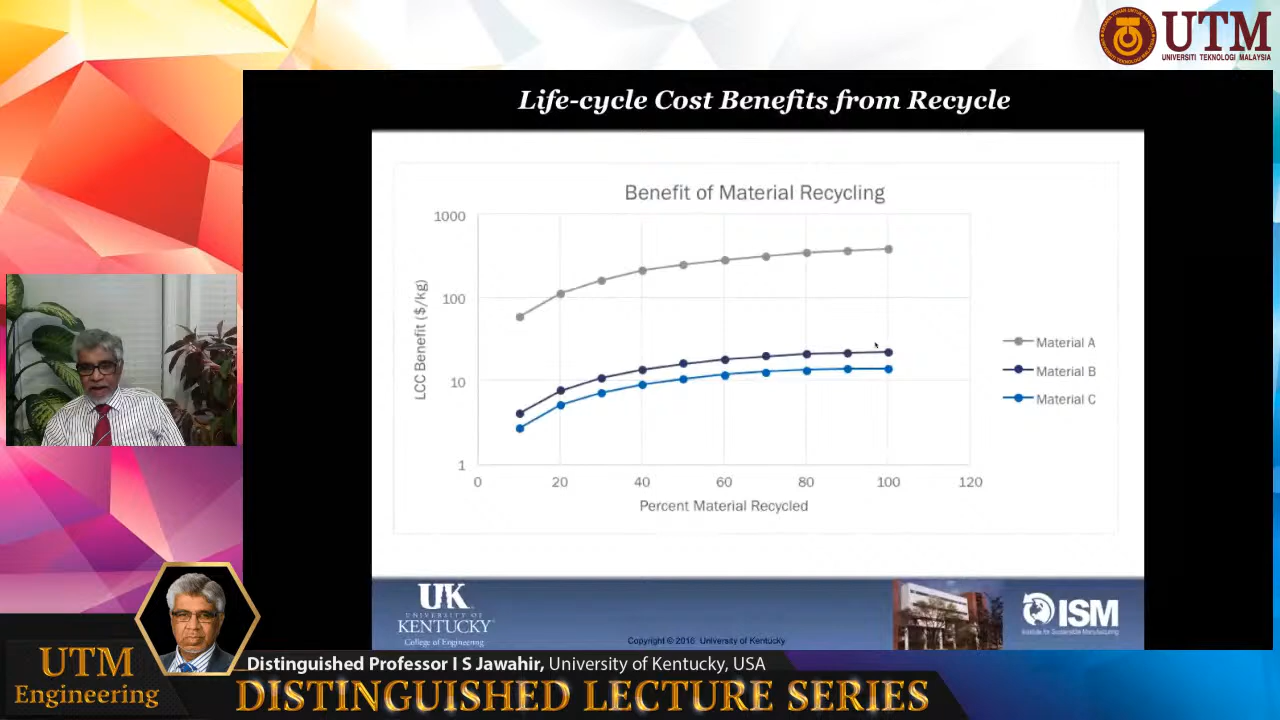 UTM
UNIVERSITI TEKNOLOGI MALAYSIA
Life-cycle Cost Benefits from Recycle
Benefit of Material Recycling
LCC Benefit ($/kg)
1000
100
10
1
0 20 40 60 80 100 120
Percent Material Recycled
Material A
Material B
Material C
UK
UNIVERSITY OF
KENTUCKY
College of Engineering
Copyright © 2016 University of Kentucky
ISM
Institute for Sustainable Manufacturing
UTM
Engineering
Distinguished Professor I S Jawahir, University of Kentucky, USA
DISTINGUISHED LECTURE SERIES